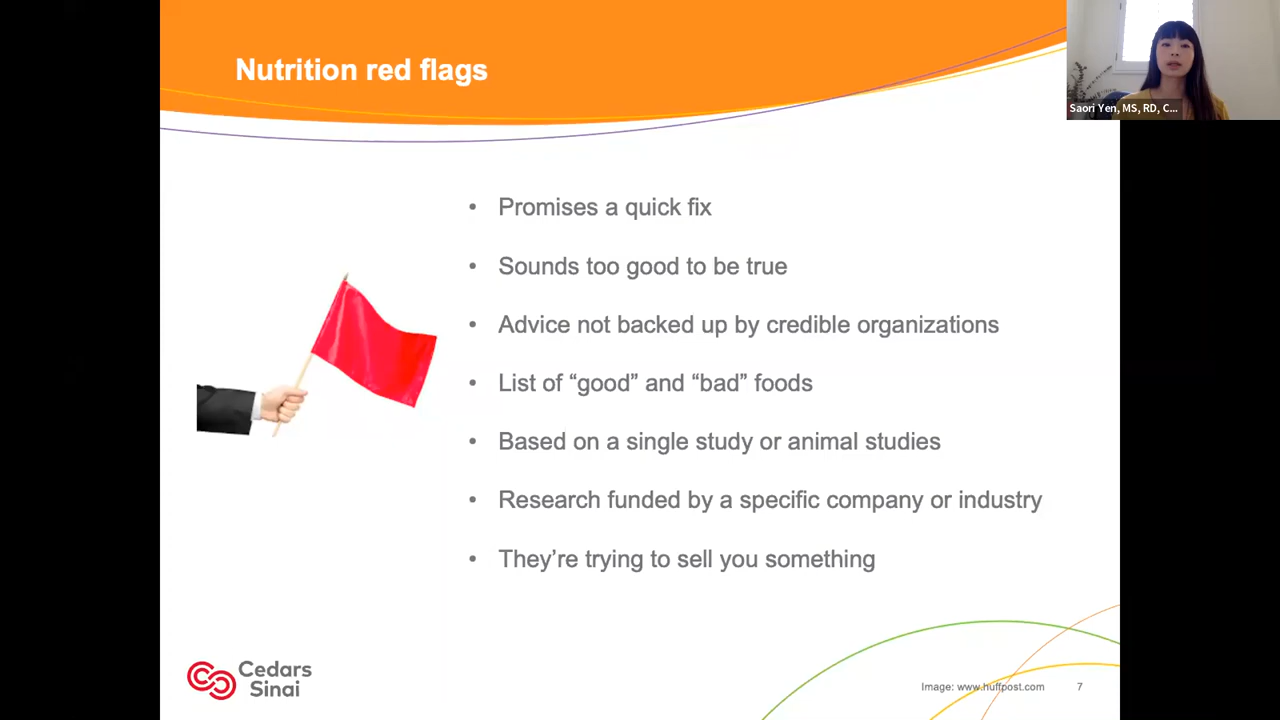 Nutrition red flags
Saori Yen, MS, RD, C...
• Promises a quick fix
• Sounds too good to be true
• Advice not backed up by credible organizations
• List of “good” and “bad” foods
• Based on a single study or animal studies
• Research funded by a specific company or industry
• They’re trying to sell you something
Cedars
Sinai
Image: www.huffpost.com 7